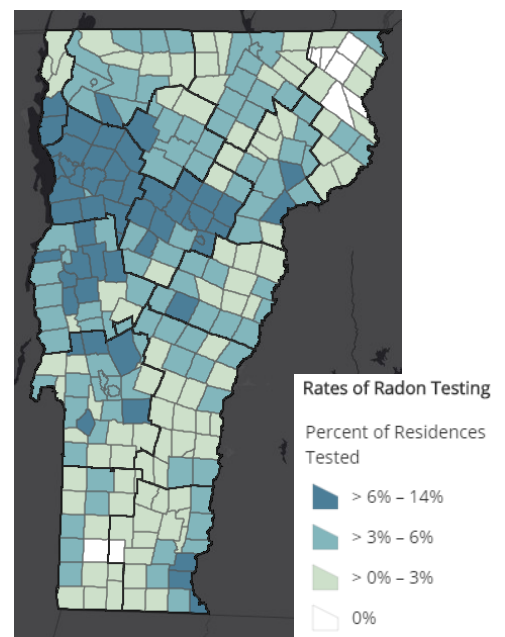 Rates of Radon Testing
Percent of Residences
Tested
> 6% – 14%
> 3% – 6%
> 0% – 3%
0%